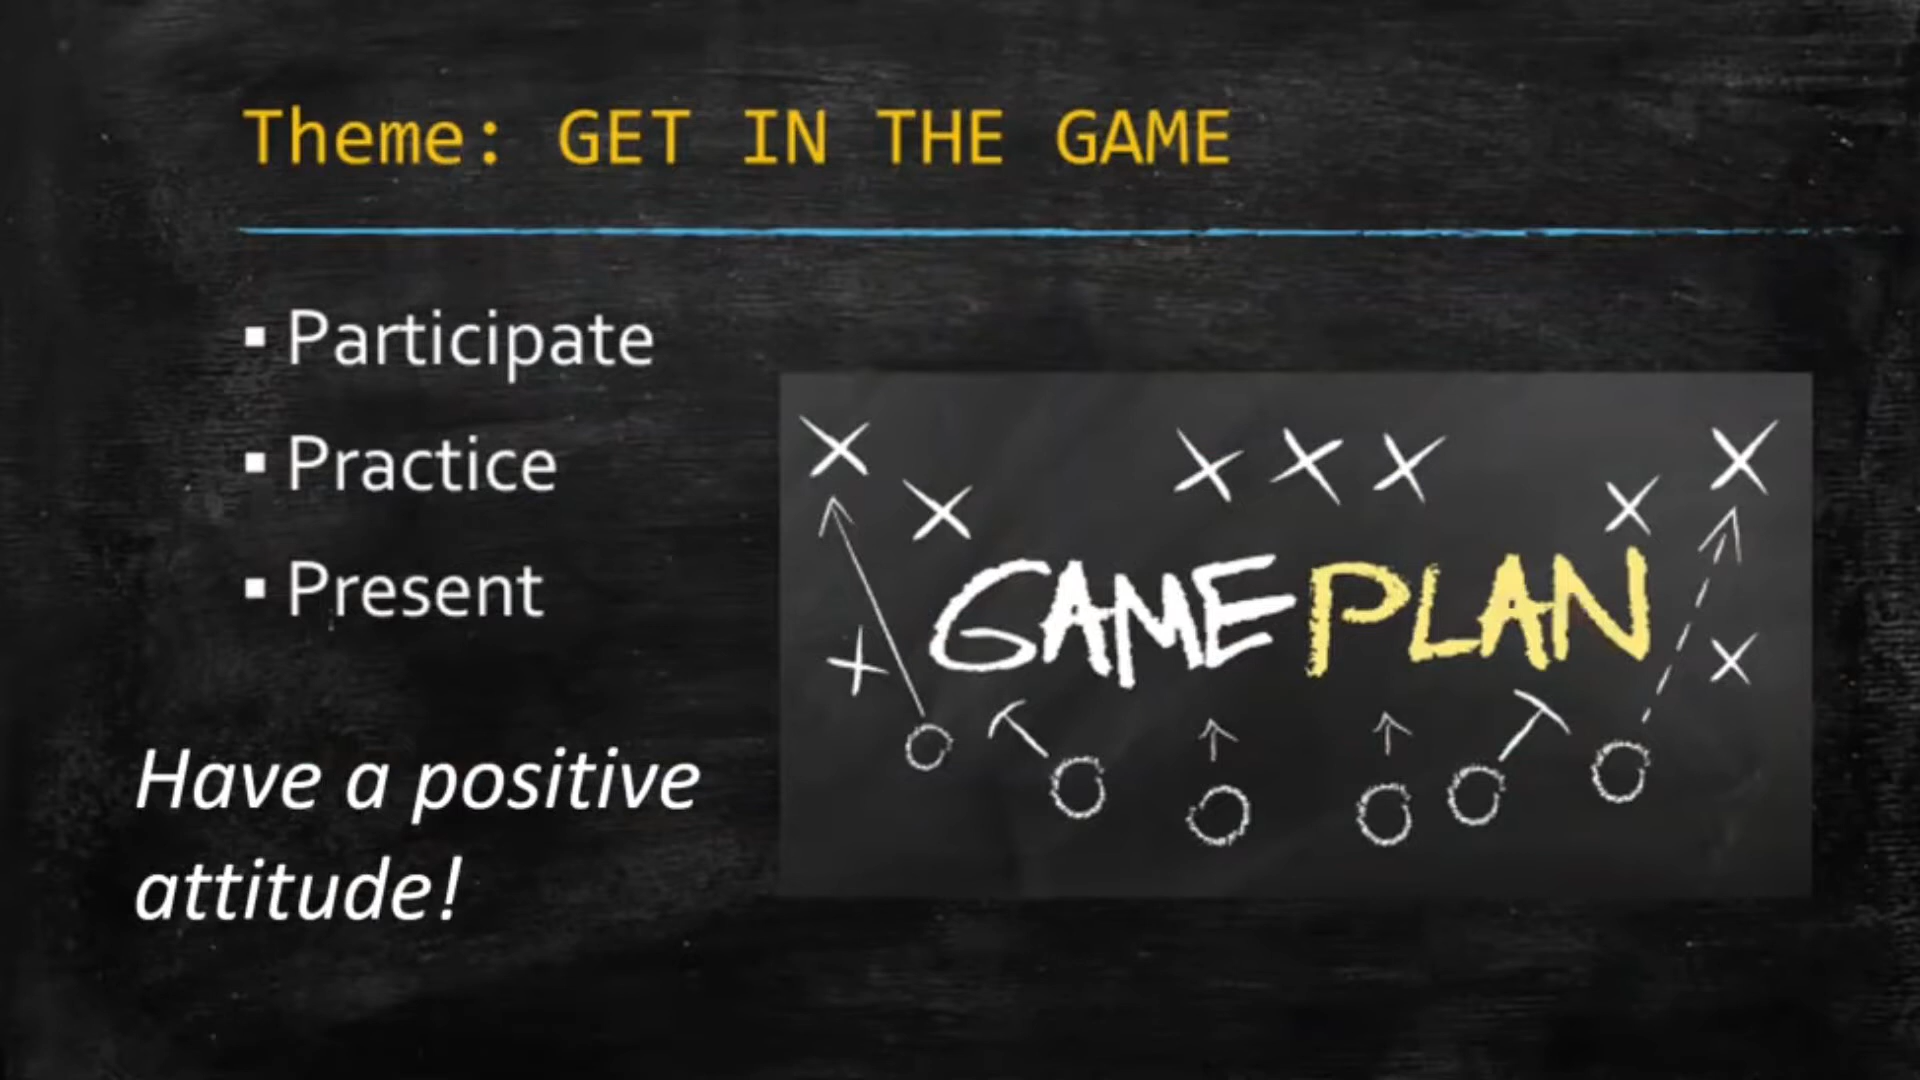 Theme: GET IN THE GAME
▪ Participate
▪ Practice
▪ Present
Have a positive
attitude!
GAME PLAN